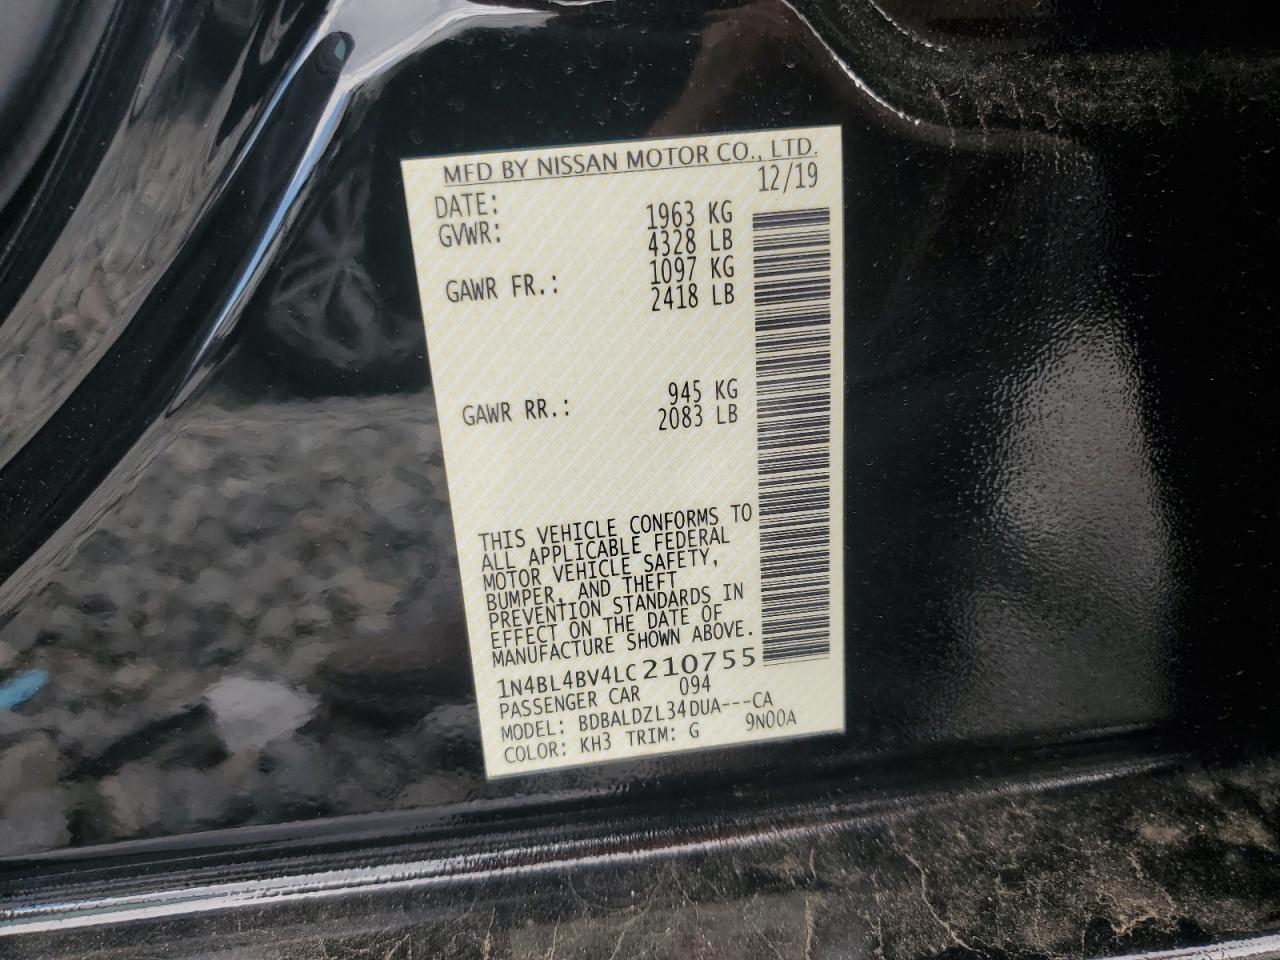 MFD BY NISSAN MOTOR CO., LTD.
DATE: 12/19
GVWR: 1963 KG
4328 LB
GAWR FR.: 1097 KG
2418 LB
GAWR RR.: 945 KG
2083 LB
THIS VEHICLE CONFORMS TO
ALL APPLICABLE FEDERAL
MOTOR VEHICLE SAFETY,
BUMPER, AND THEFT
PREVENTION STANDARDS IN
EFFECT ON THE DATE OF
MANUFACTURE SHOWN ABOVE.
1N4BL4BV4LC210755
PASSENGER CAR 094
MODEL: BDBALDZL34DUA---CA
COLOR: KH3 TRIM: G 9N00A